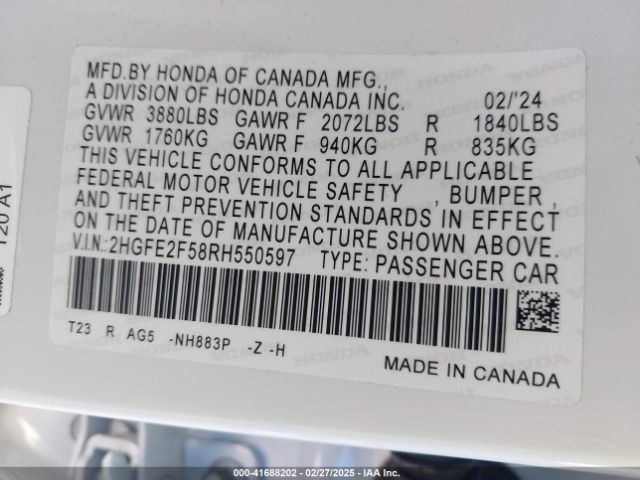 MFD.BY HONDA OF CANADA MFG.,
A DIVISION OF HONDA CANADA INC. 02/'24
GVWR 3880LBS GAWR F 2072LBS R 1840LBS
GVWR 1760KG GAWR F 940KG R 835KG
THIS VEHICLE CONFORMS TO ALL APPLICABLE
FEDERAL MOTOR VEHICLE SAFETY , BUMPER ,
AND THEFT PREVENTION STANDARDS IN EFFECT
ON THE DATE OF MANUFACTURE SHOWN ABOVE.
V.I.N.:2HGFE2F58RH550597 TYPE: PASSENGER CAR
T23 R AG5 -NH883P -Z -H
MADE IN CANADA
120 A1
000-41688202 / 02/27/2025 - IAA Inc.